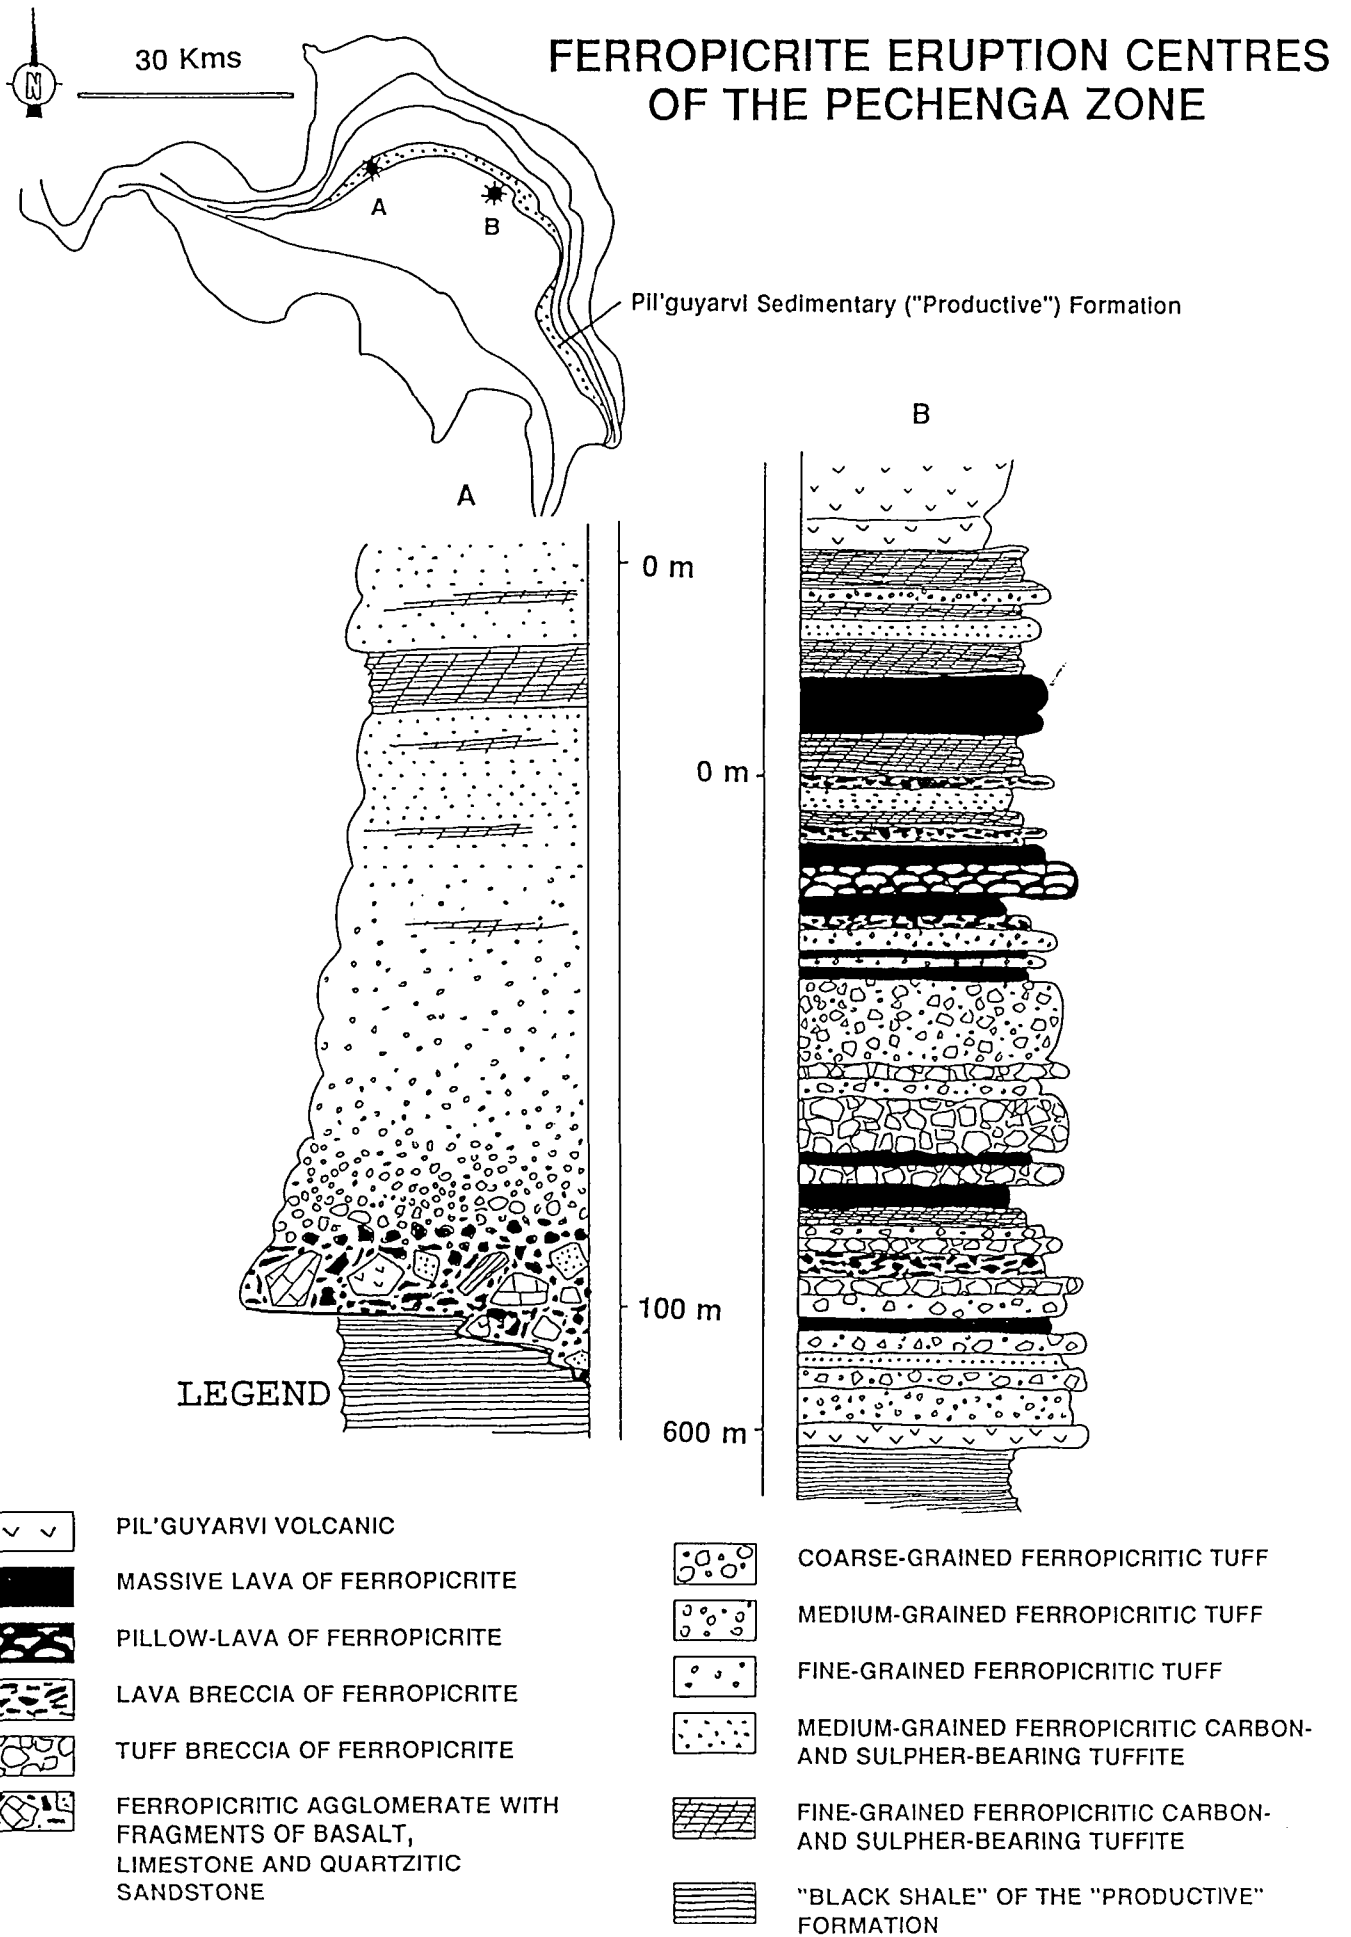 FERROPICRITE ERUPTION CENTRES
OF THE PECHENGA ZONE
N
30 Kms
A
B
Pil'guyarvi Sedimentary ("Productive") Formation
A
B
0 m
100 m
0 m
600 m
LEGEND
PIL'GUYARVI VOLCANIC
MASSIVE LAVA OF FERROPICRITE
PILLOW-LAVA OF FERROPICRITE
LAVA BRECCIA OF FERROPICRITE
TUFF BRECCIA OF FERROPICRITE
FERROPICRITIC AGGLOMERATE WITH
FRAGMENTS OF BASALT,
LIMESTONE AND QUARTZITIC
SANDSTONE
COARSE-GRAINED FERROPICRITIC TUFF
MEDIUM-GRAINED FERROPICRITIC TUFF
FINE-GRAINED FERROPICRITIC TUFF
MEDIUM-GRAINED FERROPICRITIC CARBON-
AND SULPHER-BEARING TUFFITE
FINE-GRAINED FERROPICRITIC CARBON-
AND SULPHER-BEARING TUFFITE
"BLACK SHALE" OF THE "PRODUCTIVE"
FORMATION